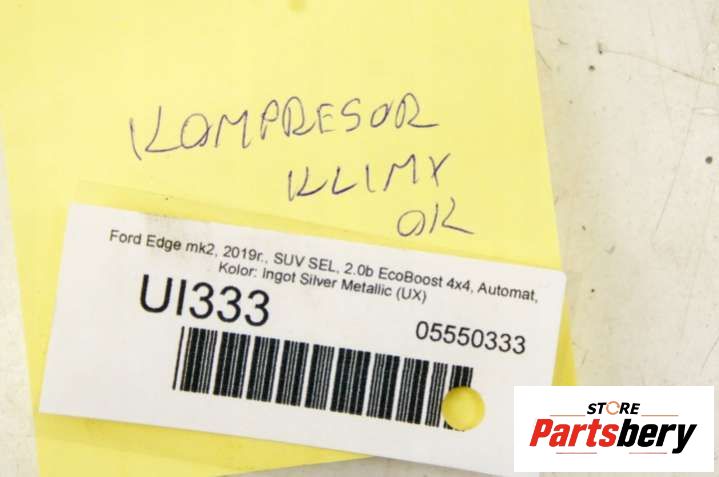 KOMPRESOR
KLIMY
OK
Ford Edge mk2, 2019r., SUV SEL, 2.0b EcoBoost 4x4, Automat,
Kolor: Ingot Silver Metallic (UX)
UI333
05550333
STORE
Partsbery